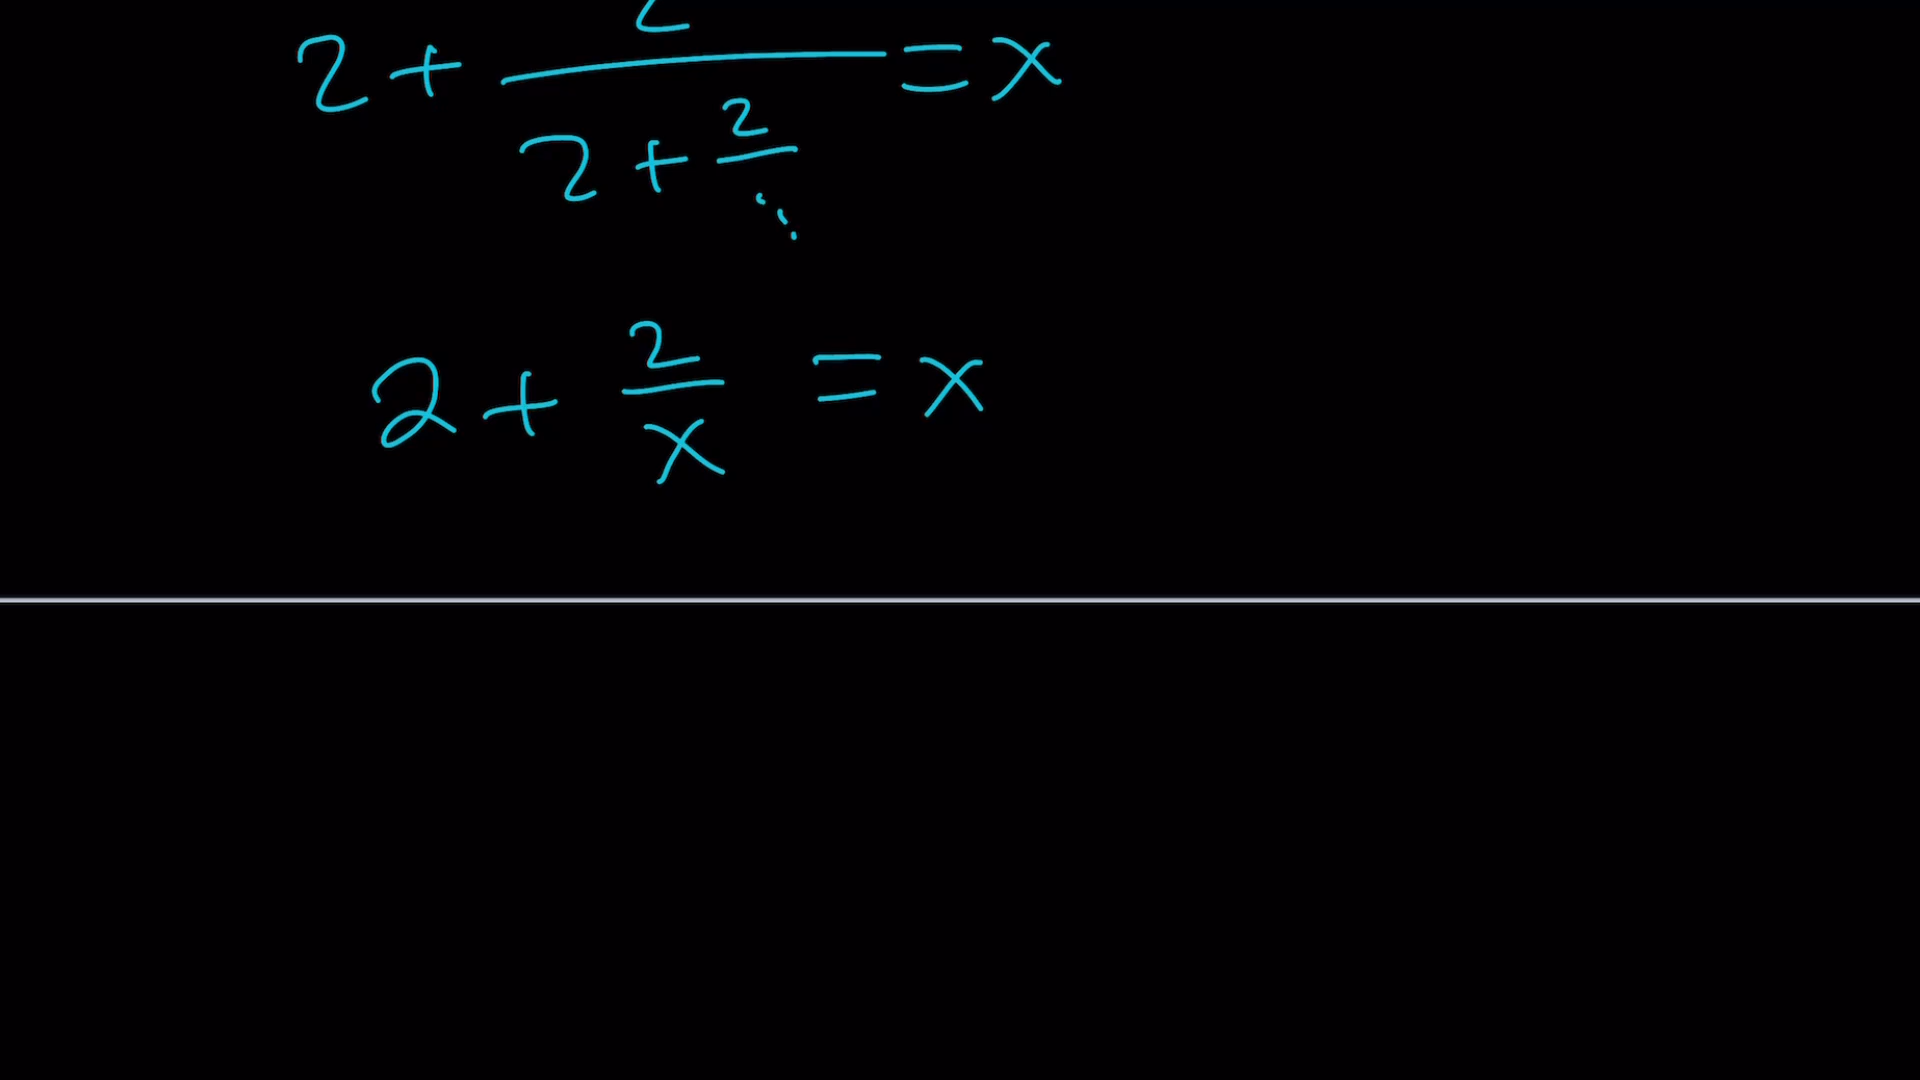 2 + 2/(2 + 2/⋱) = x
2 + 2/x = x